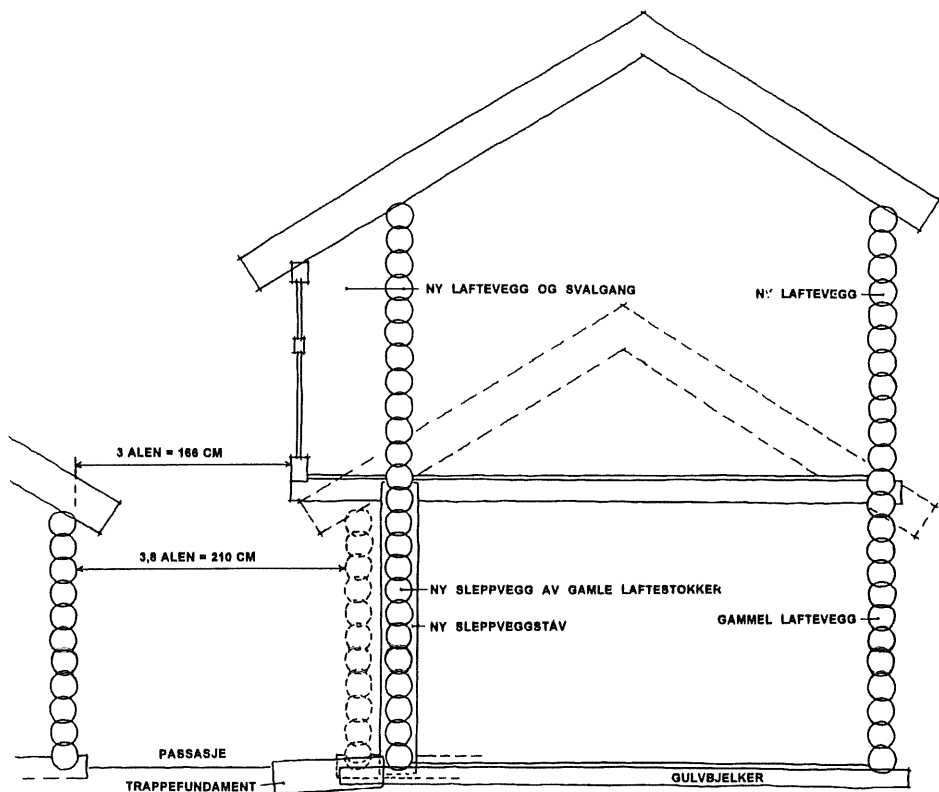 NY LAFTEVEGG OG SVALGANG
NY LAFTEVEGG
3 ALEN = 166 CM
3,8 ALEN = 210 CM
NY SLEPPVEGG AV GAMLE LAFTESTOKKER
NY SLEPPVEGGSTAV
GAMMEL LAFTEVEGG
PASSASJE
TRAPPEFUNDAMENT
GULVBJELKER